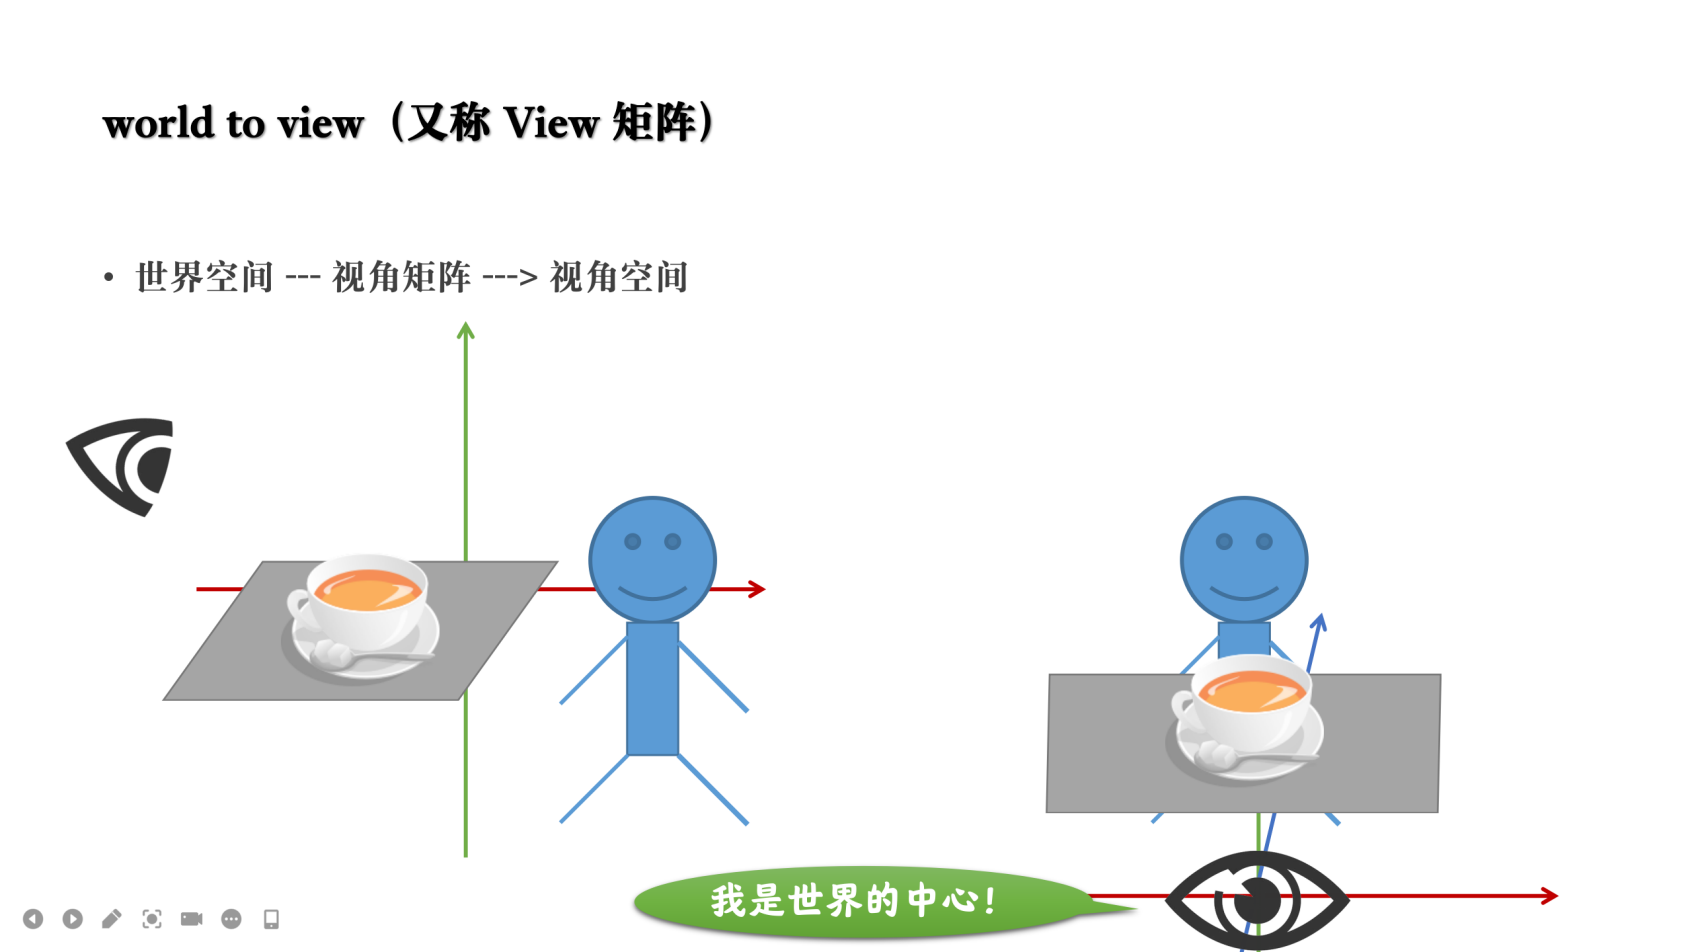 world to view（又称 View 矩阵）
• 世界空间 --- 视角矩阵 ---> 视角空间
我是世界的中心！